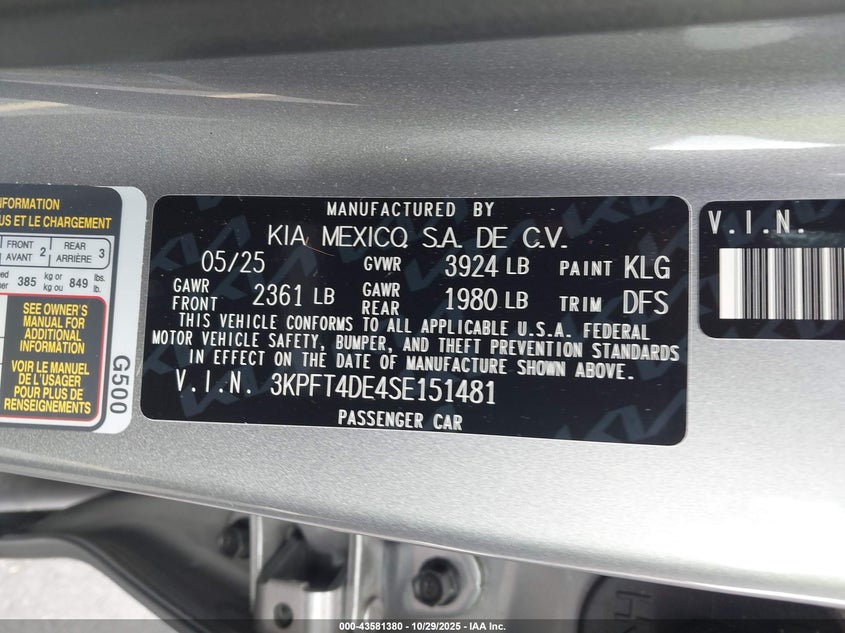 NFORMATION
US ET LE CHARGEMENT
FRONT 2 REAR 3
AVANT ARRIÈRE
385 kg or 849 lbs.
kg ou lb.
SEE OWNER'S
MANUAL FOR
ADDITIONAL
INFORMATION
VOIR LE MANUEL
DE L'USAGER
POUR PLUS DE
RENSEIGNEMENTS
G500
MANUFACTURED BY
KIA MEXICO, S.A. DE C.V.
05/25 GVWR 3924 LB PAINT KLG
GAWR FRONT 2361 LB GAWR REAR 1980 LB TRIM DFS
THIS VEHICLE CONFORMS TO ALL APPLICABLE U.S.A. FEDERAL
MOTOR VEHICLE SAFETY, BUMPER, AND THEFT PREVENTION STANDARDS
IN EFFECT ON THE DATE OF MANUFACTURE SHOWN ABOVE.
V.I.N. 3KPFT4DE4SE151481
PASSENGER CAR
V.I.N.
000-43581380 - 10/29/2025 - IAA Inc.